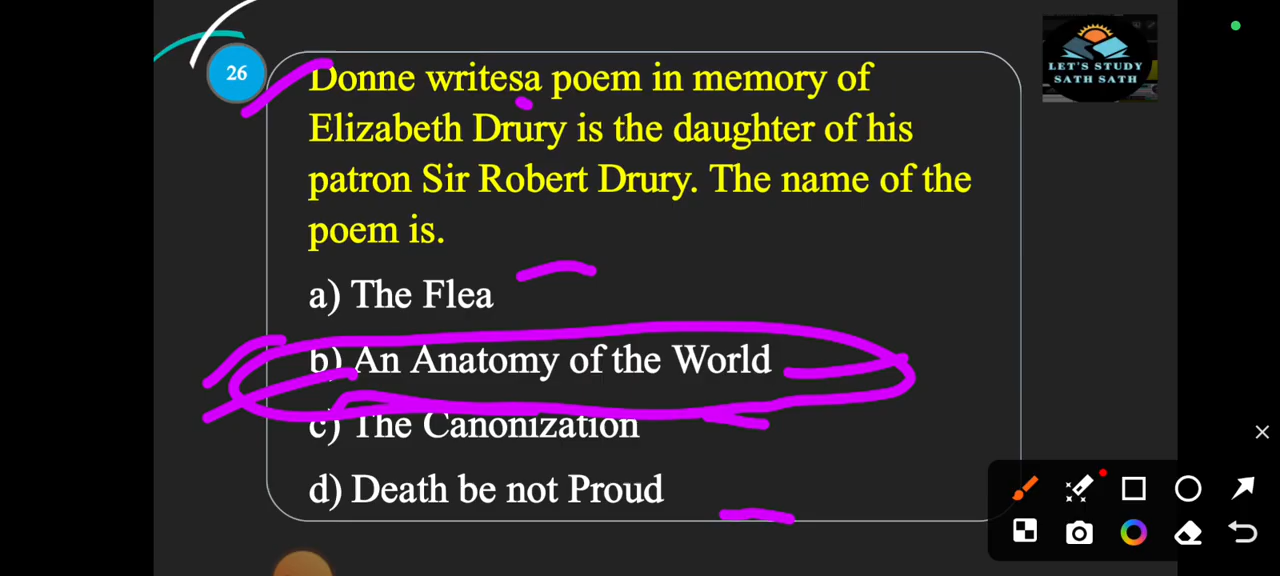 26
LET'S STUDY
SATH SATH
Donne writesa poem in memory of
Elizabeth Drury is the daughter of his
patron Sir Robert Drury. The name of the
poem is.
a) The Flea
b) An Anatomy of the World
c) The Canonization
d) Death be not Proud